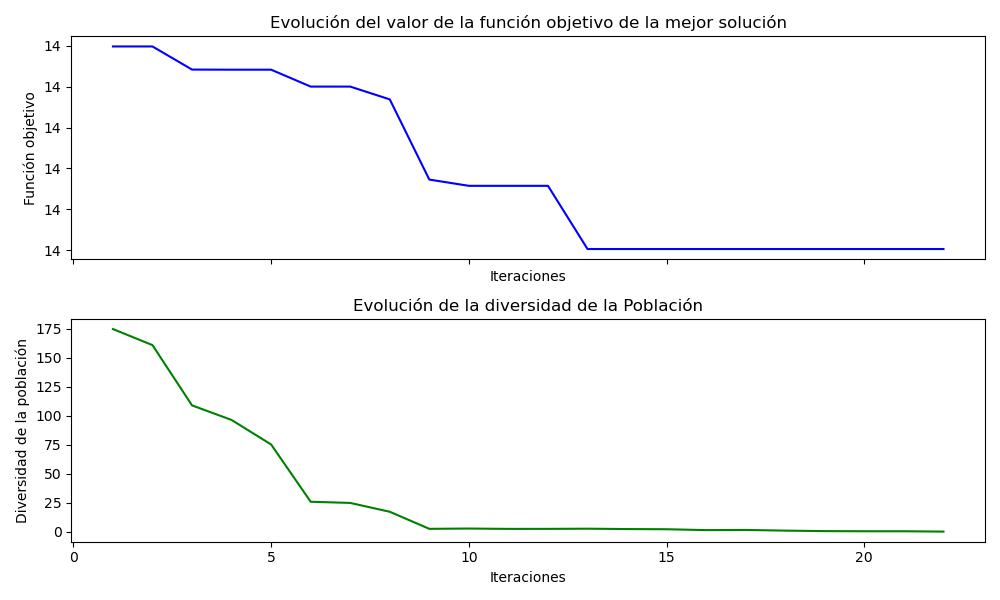 Evolución del valor de la función objetivo de la mejor solución
Función objetivo
14
14
14
14
14
14
Iteraciones
Evolución de la diversidad de la Población
Diversidad de la población
175
150
125
100
75
50
25
0
0 5 10 15 20
Iteraciones